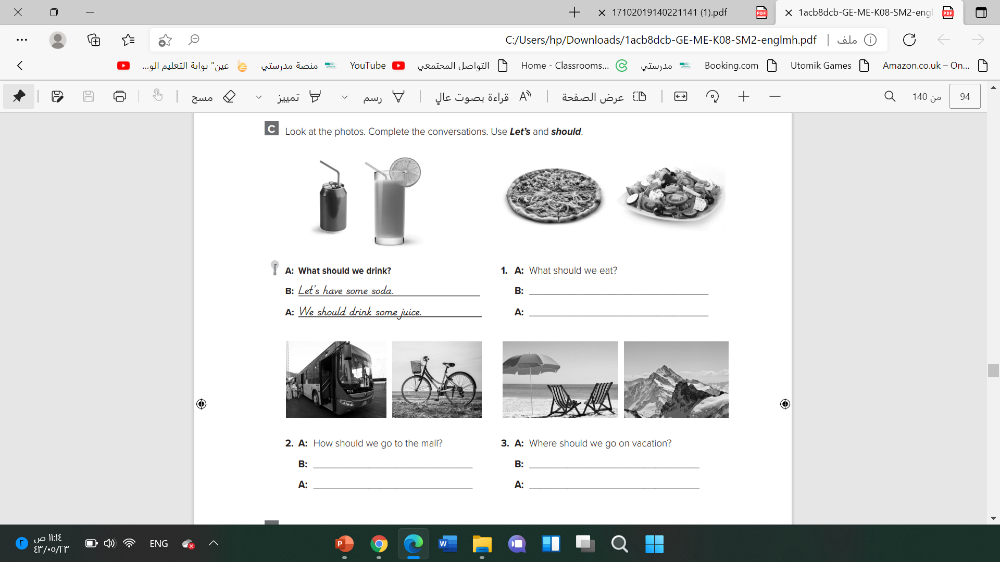 17102019140221141 (1).pdf
1acb8dcb-GE-ME-K08-SM2-engl
C:/Users/hp/Downloads/1acb8dcb-GE-ME-K08-SM2-englmh.pdf
ملف
عين" بوابة التعليم الو...
منصة مدرستي
YouTube
التواصل المجتمعي
Home - Classrooms...
مدرستي
Booking.com
Utomik Games
Amazon.co.uk – On...
مسح
تمييز
رسم
قراءة بصوت عالٍ
عرض الصفحة
من 140
94
C Look at the photos. Complete the conversations. Use Let's and should.
A: What should we drink?
B: Let's have some soda.
A: We should drink some juice.
1. A: What should we eat?
B:
A:
2. A: How should we go to the mall?
B:
A:
3. A: Where should we go on vacation?
B:
A:
٢
١١:١٤ ص
٤٣/٠٥/٢٣
ENG